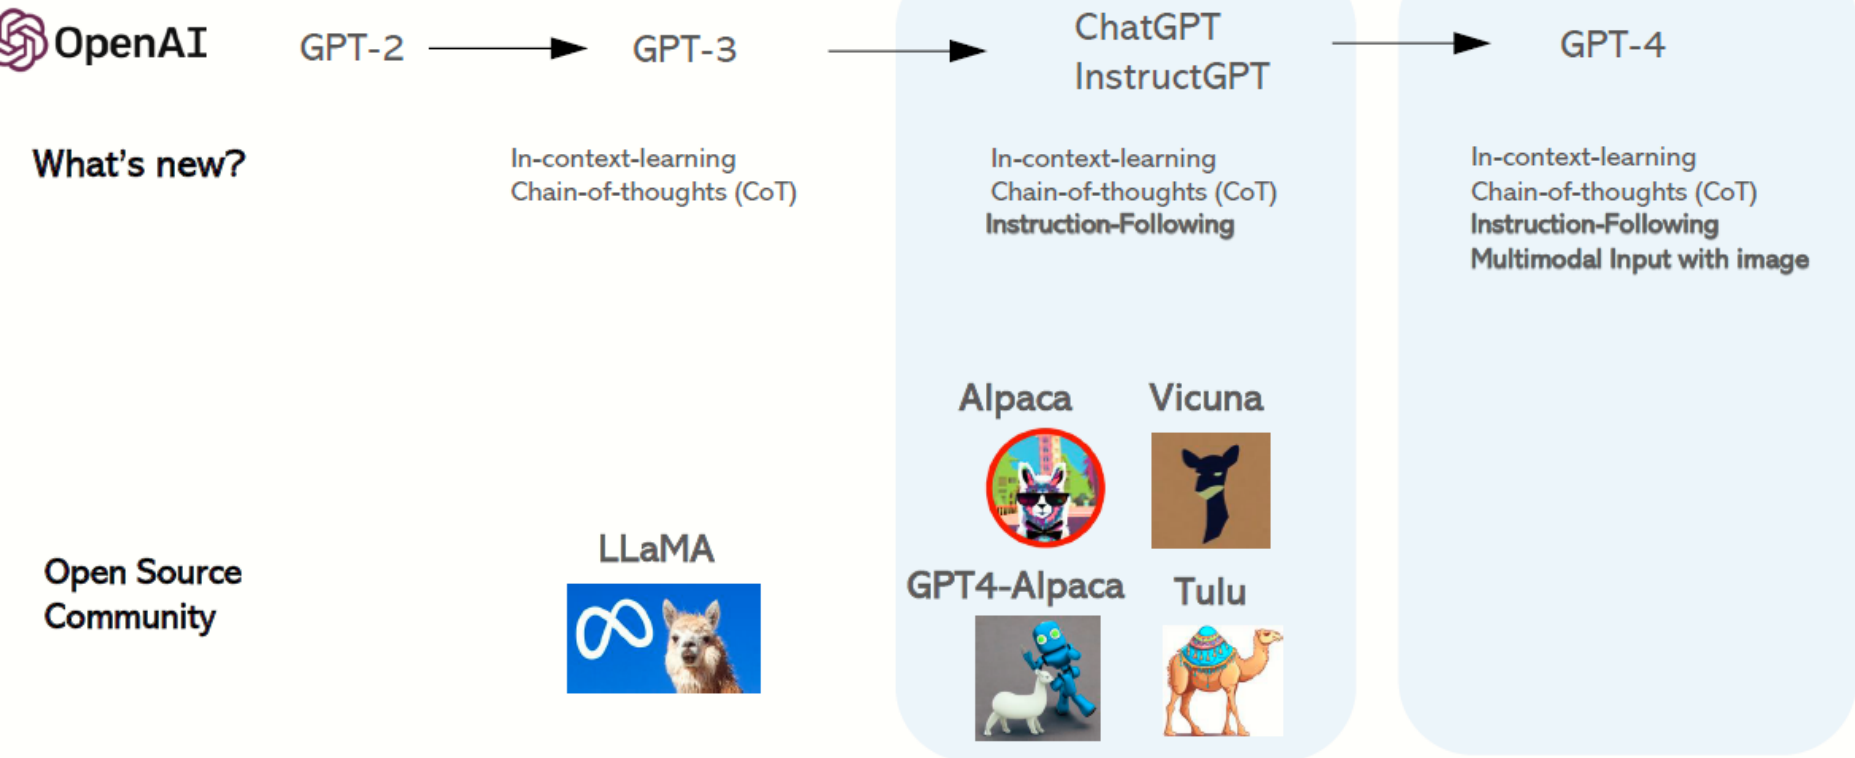 OpenAI
GPT-2
GPT-3
ChatGPT
InstructGPT
GPT-4
What's new?
In-context-learning
Chain-of-thoughts (CoT)
In-context-learning
Chain-of-thoughts (CoT)
Instruction-Following
In-context-learning
Chain-of-thoughts (CoT)
Instruction-Following
Multimodal Input with image
Open Source
Community
LLaMA
Alpaca
Vicuna
GPT4-Alpaca
Tulu